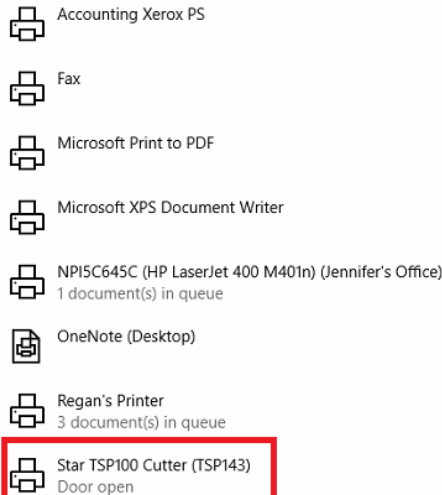 Accounting Xerox PS
Fax
Microsoft Print to PDF
Microsoft XPS Document Writer
NPI5C645C (HP LaserJet 400 M401n) (Jennifer's Office)
1 document(s) in queue
OneNote (Desktop)
Regan's Printer
3 document(s) in queue
Star TSP100 Cutter (TSP143)
Door open